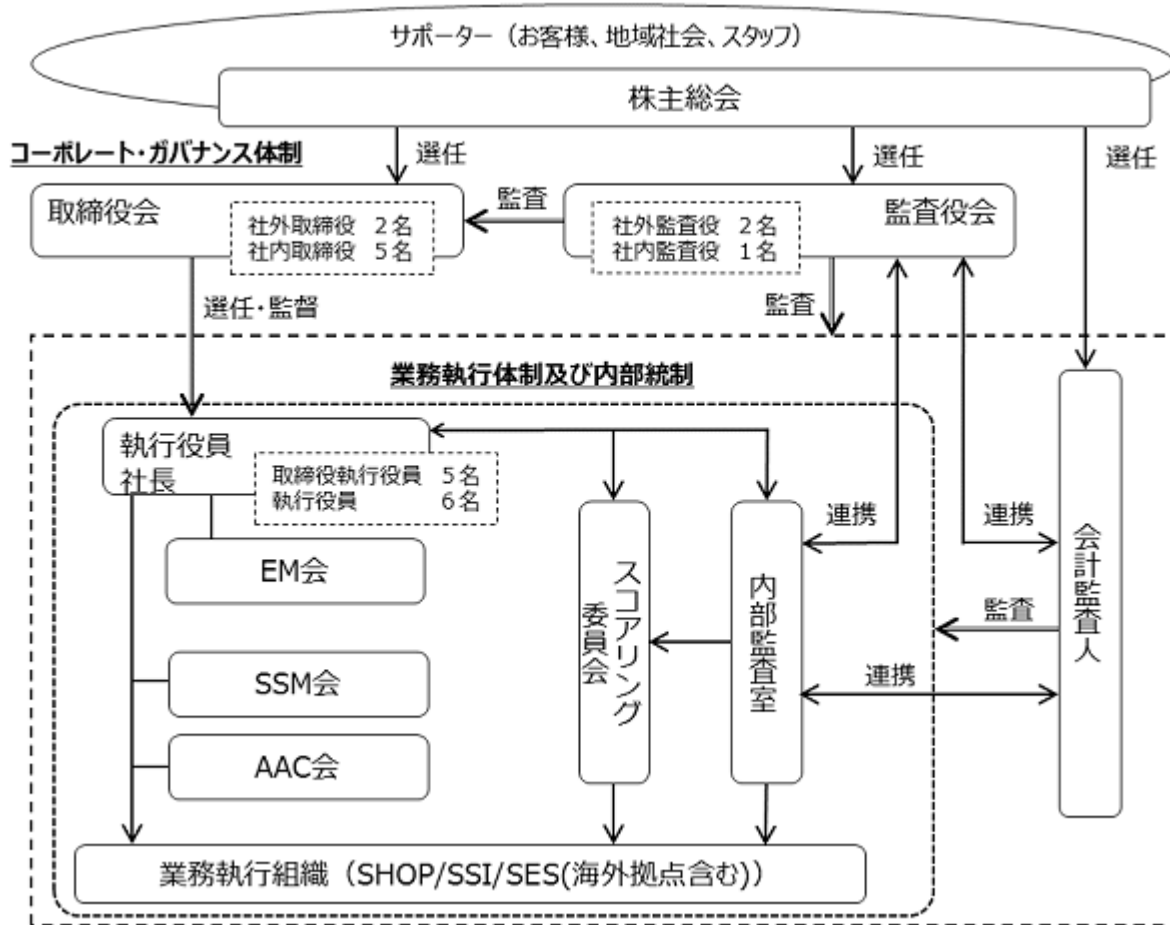 サポーター（お客様、地域社会、スタッフ）
株主総会
コーポレート・ガバナンス体制
選任
選任
選任
取締役会
社外取締役 2名
社内取締役 5名
監査
社外監査役 2名
社内監査役 1名
監査役会
選任・監督
監査
業務執行体制及び内部統制
執行役員
社長
取締役執行役員 5名
執行役員 6名
連携
連携
EM会
スコアリング
委員会
内部監査室
会計監査人
監査
SSM会
連携
AAC会
業務執行組織（SHOP/SSI/SES(海外拠点含む)）